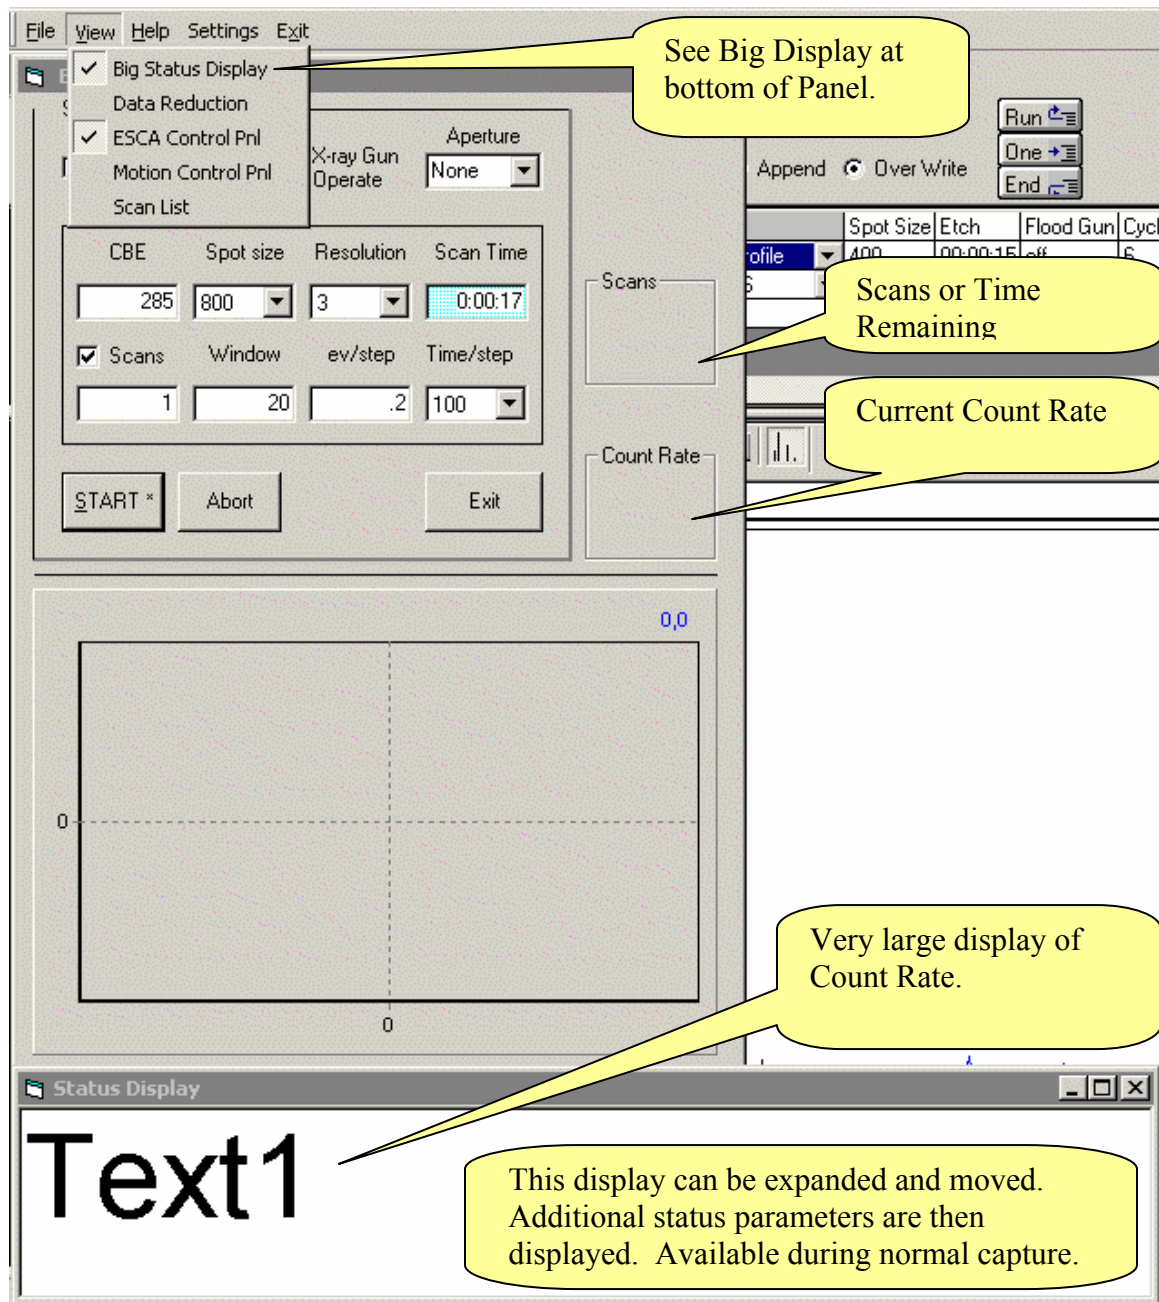 File View Help Settings Exit
Big Status Display
Data Reduction
ESCA Control Pnl
Motion Control Pnl
Scan List
See Big Display at
bottom of Panel.
X-ray Gun
Operate
Aperture
None
Append Over Write
Run
One
End
Spot Size Etch Flood Gun Cycl
ofile 400 00:00:15 off 6
CBE Spot size Resolution Scan Time
285 800 3 0:00:17
Scans Window ev/step Time/step
1 20 .2 100
START * Abort Exit
Scans
Scans or Time
Remaining
Count Rate
Current Count Rate
0,0
0
0
Very large display of
Count Rate.
Status Display
Text1
This display can be expanded and moved.
Additional status parameters are then
displayed. Available during normal capture.